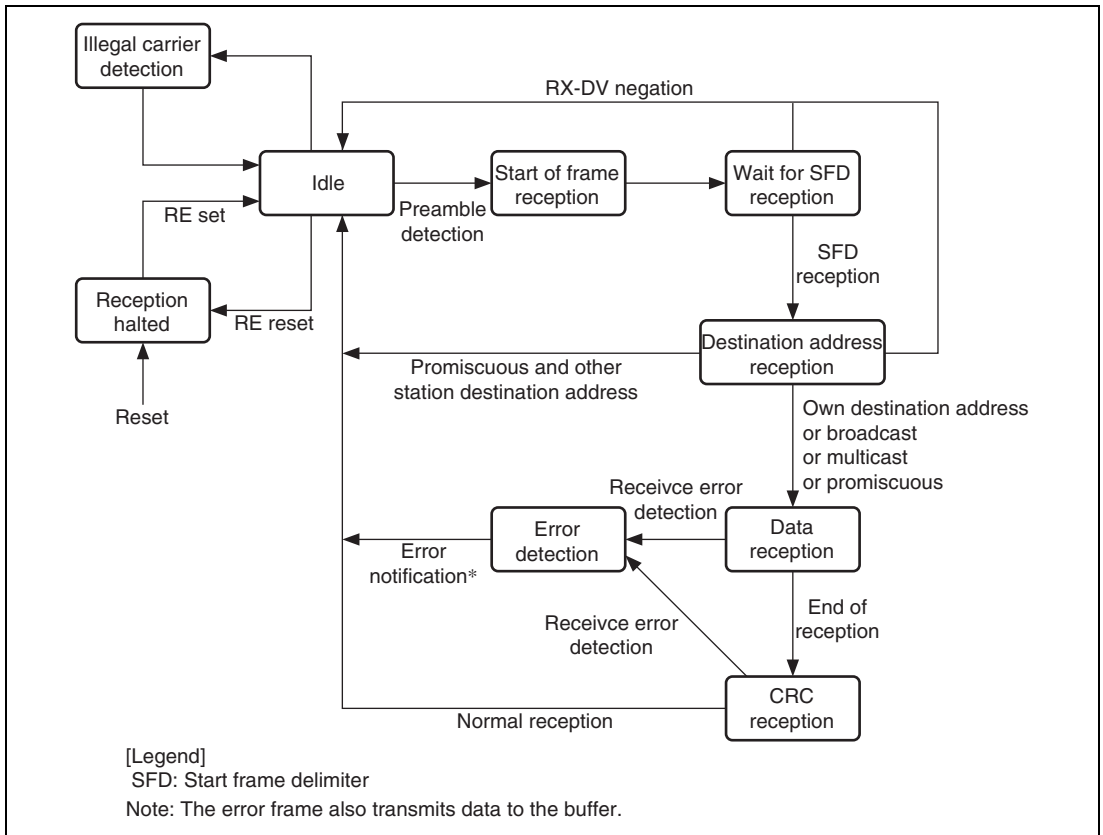 Illegal carrier
detection
RX-DV negation
Idle
Start of frame
reception
Wait for SFD
reception
Preamble
detection
RE set
SFD
reception
Reception
halted
RE reset
Destination address
reception
Promiscuous and other
station destination address
Reset
Own destination address
or broadcast
or multicast
or promiscuous
Receivce error
detection
Error
detection
Data
reception
Error
notification*
End of
reception
Receivce error
detection
CRC
reception
Normal reception
[Legend]
SFD: Start frame delimiter
Note: The error frame also transmits data to the buffer.